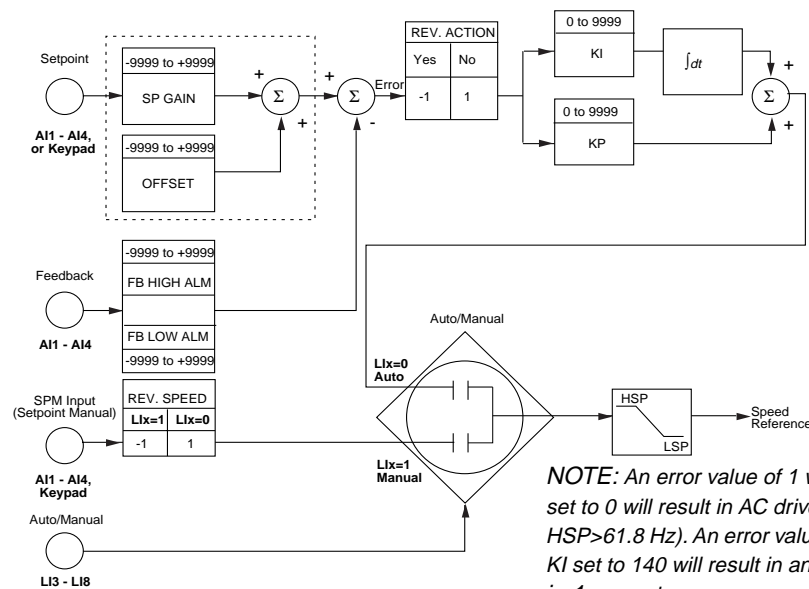 Setpoint
AI1 - AI4,
or Keypad
-9999 to +9999
SP GAIN
-9999 to +9999
OFFSET
+
Σ
+
+
Σ
-
Error
REV. ACTION
Yes No
-1 1
0 to 9999
KI
∫dt
0 to 9999
KP
+
Σ
+
Feedback
AI1 - AI4
-9999 to +9999
FB HIGH ALM
FB LOW ALM
-9999 to +9999
SPM Input
(Setpoint Manual)
AI1 - AI4,
Keypad
REV. SPEED
LIx=1 LIx=0
-1 1
Auto/Manual
LI3 - LI8
Auto/Manual
LIx=0
Auto
LIx=1
Manual
HSP
LSP
Speed
Reference
NOTE: An error value of 1
set to 0 will result in AC
HSP>61.8 Hz). An error
KI set to 140 will result in